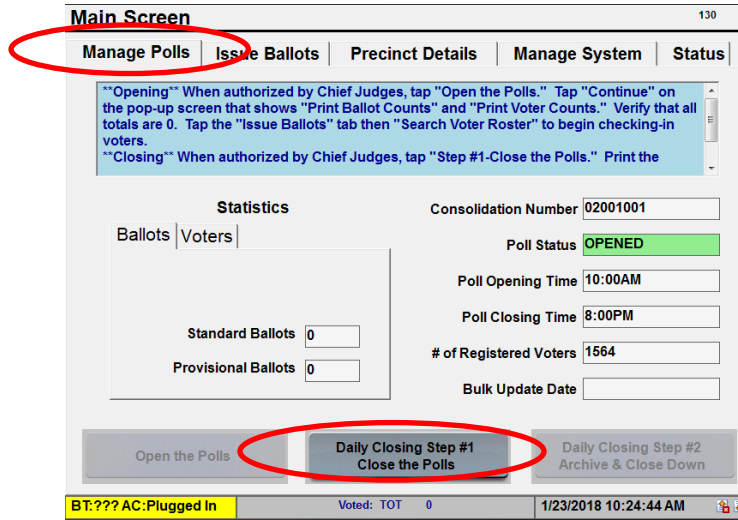 Main Screen
130
Manage Polls
Issue Ballots
Precinct Details
Manage System
Status
**Opening** When authorized by Chief Judges, tap "Open the Polls." Tap "Continue" on
the pop-up screen that shows "Print Ballot Counts" and "Print Voter Counts." Verify that all
totals are 0. Tap the "Issue Ballots" tab then "Search Voter Roster" to begin checking-in
voters.
**Closing** When authorized by Chief Judges, tap "Step #1-Close the Polls." Print the
Statistics
Ballots
Voters
Standard Ballots 0
Provisional Ballots 0
Consolidation Number 02001001
Poll Status OPENED
Poll Opening Time 10:00AM
Poll Closing Time 8:00PM
# of Registered Voters 1564
Bulk Update Date
Open the Polls
Daily Closing Step #1
Close the Polls
Daily Closing Step #2
Archive & Close Down
BT:??? AC:Plugged In
Voted: TOT 0
1/23/2018 10:24:44 AM